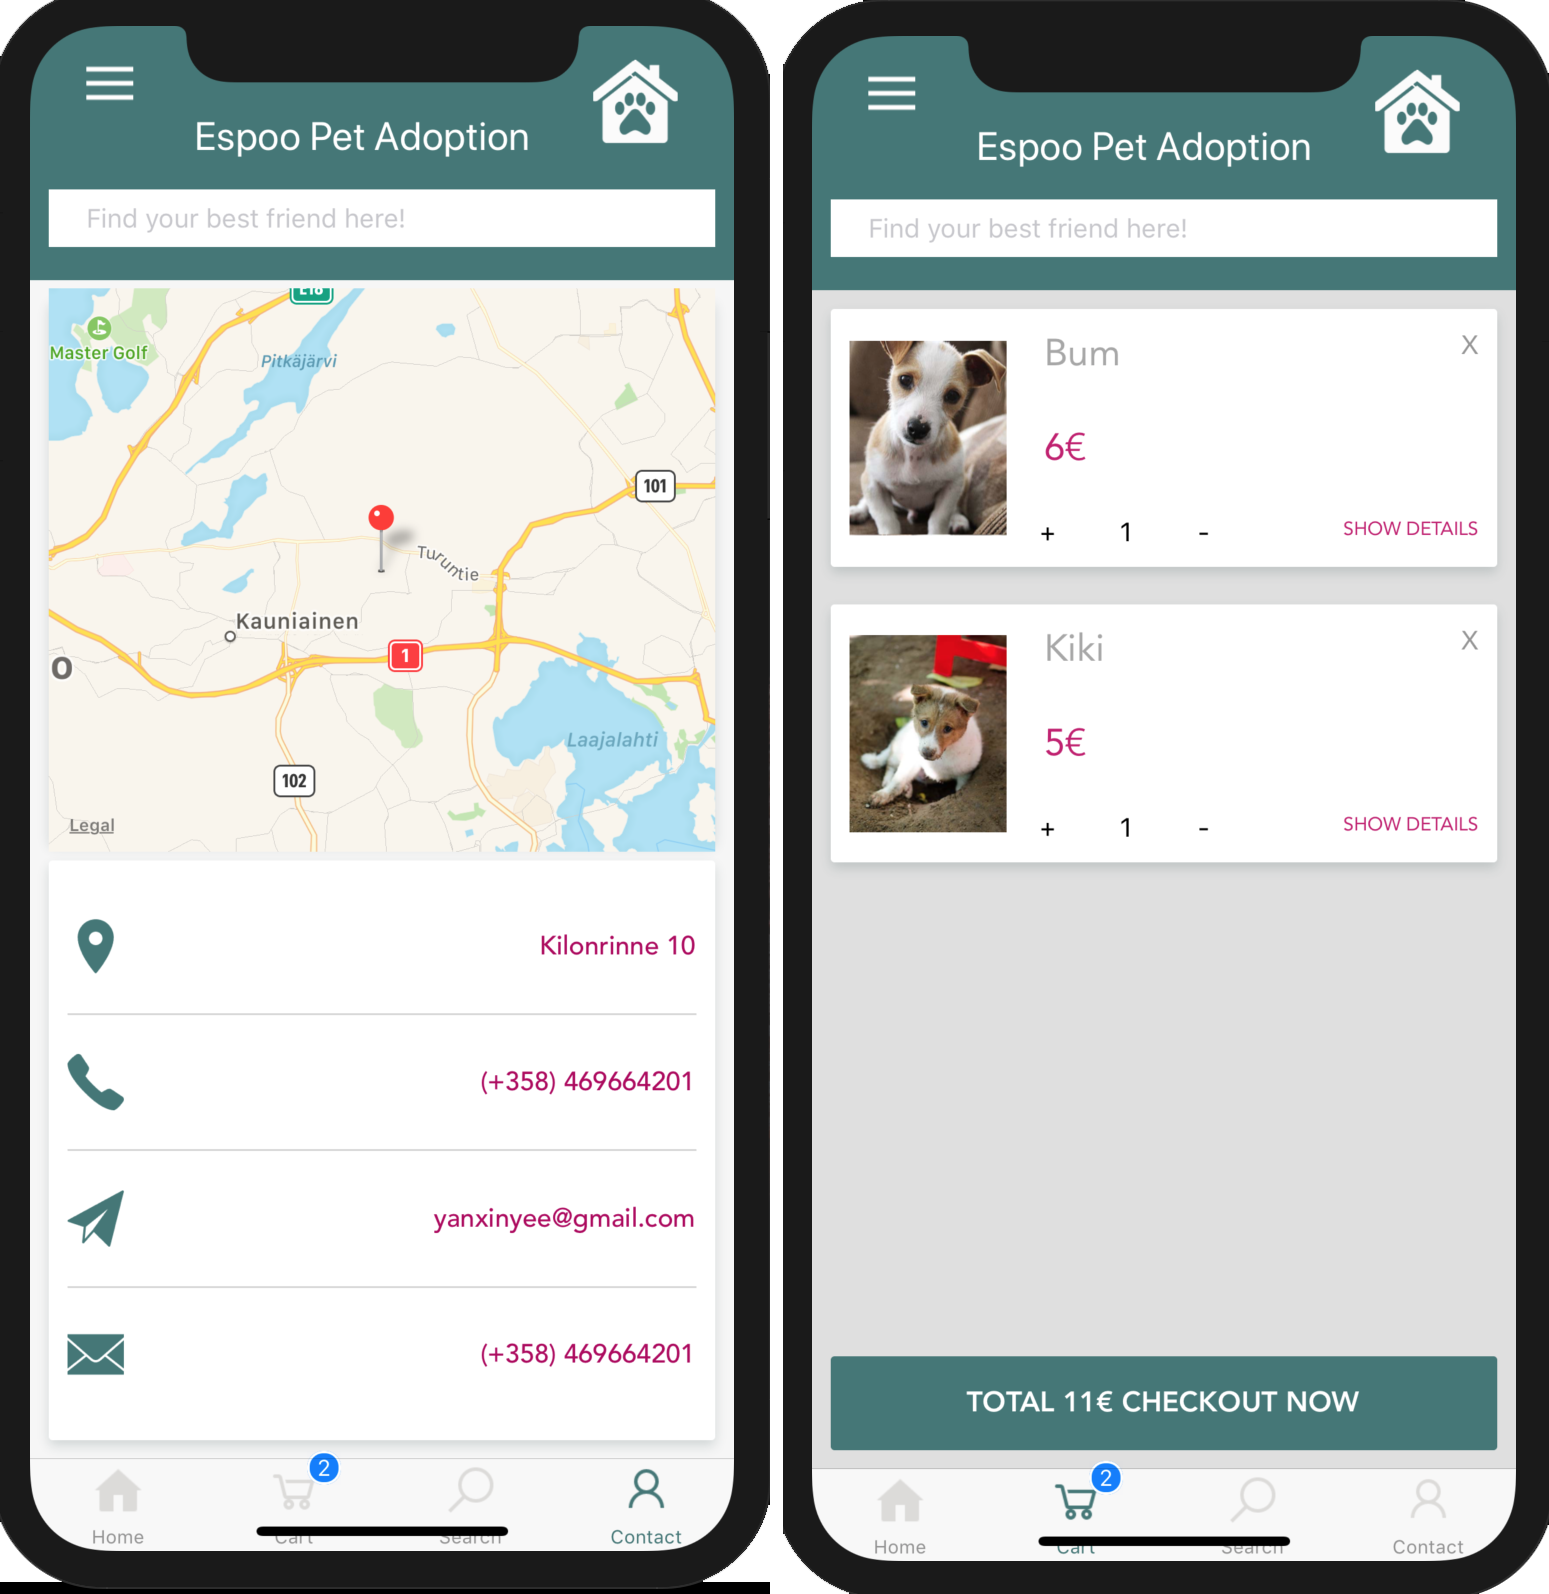 Espoo Pet Adoption
Find your best friend here!
E18
Master Golf
Pitkäjärvi
101
Turuntie
Kauniainen
O
1
Laajalahti
102
Legal
Kilonrinne 10
(+358) 469664201
yanxinyee@gmail.com
(+358) 469664201
2
Home
Cart
Search
Contact
Espoo Pet Adoption
Find your best friend here!
Bum
X
6€
+ 1 -
SHOW DETAILS
Kiki
X
5€
+ 1 -
SHOW DETAILS
TOTAL 11€ CHECKOUT NOW
2
Home
Cart
Search
Contact